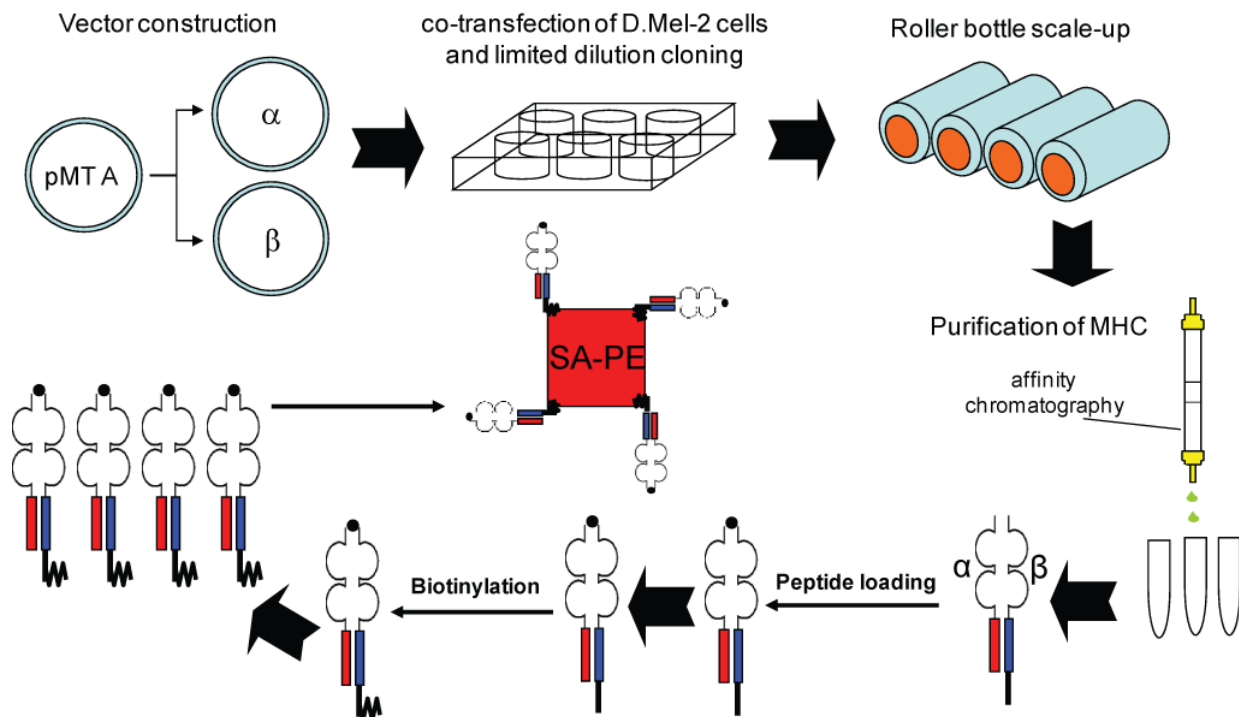 Vector construction
co-transfection of D.Mel-2 cells
and limited dilution cloning
Roller bottle scale-up
pMT A
α
β
SA-PE
Purification of MHC
affinity
chromatography
α
β
Peptide loading
Biotinylation